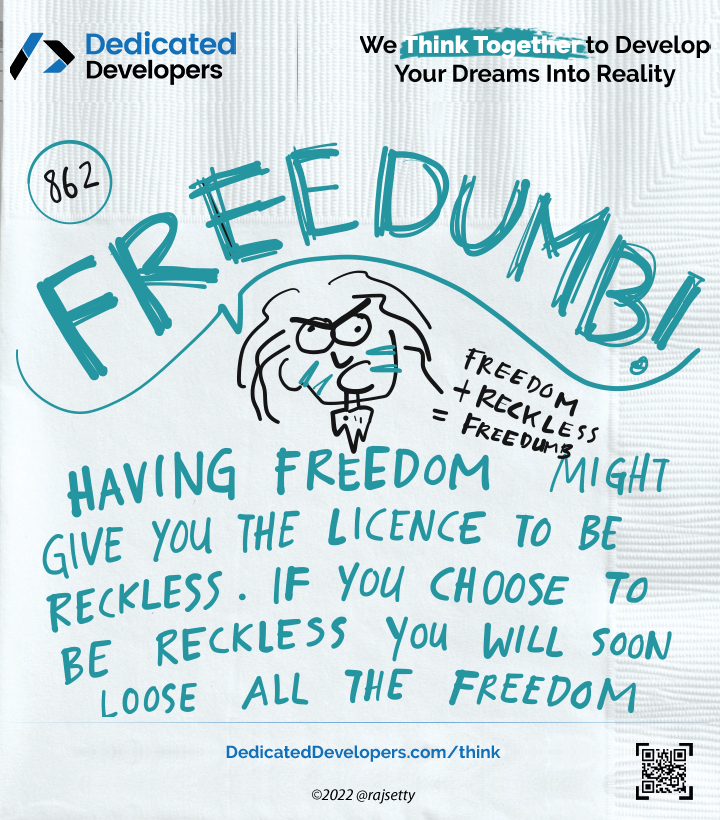 Dedicated
Developers
We Think Together to Develop
Your Dreams Into Reality
862
FREEDUMB!
FREEDOM
+ RECKLESS
= FREEDUMB
HAVING FREEDOM MIGHT
GIVE YOU THE LICENCE TO BE
RECKLESS. IF YOU CHOOSE TO
BE RECKLESS YOU WILL SOON
LOOSE ALL THE FREEDOM
DedicatedDevelopers.com/think
©2022 @rajsetty